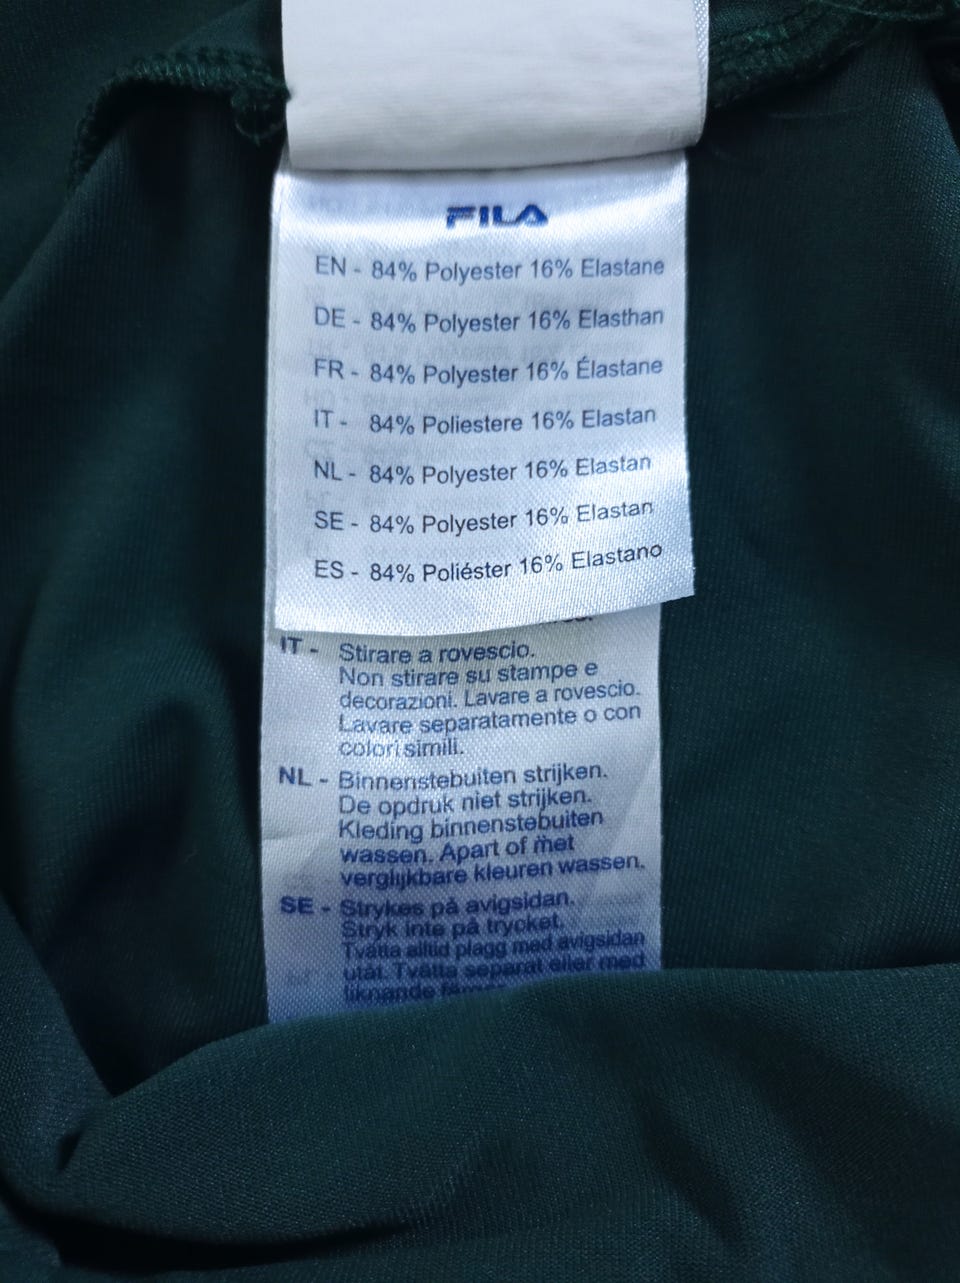 FILA
EN - 84% Polyester 16% Elastane
DE - 84% Polyester 16% Elasthan
FR - 84% Polyester 16% Élastane
IT - 84% Poliestere 16% Elastan
NL - 84% Polyester 16% Elastan
SE - 84% Polyester 16% Elastan
ES - 84% Poliéster 16% Elastano
IT - Stirare a rovescio.
Non stirare su stampe e
decorazioni. Lavare a rovescio.
Lavare separatamente o con
colori simili.
NL - Binnenstebuiten strijken.
De opdruk niet strijken.
Kleding binnenstebuiten
wassen. Apart of met
verglijkbare kleuren wassen.
SE - Strykes på avigsidan.
Stryk inte på trycket.
Tvätta alltid plagg med avigsidan
utåt. Tvätta separat eller med
liknande